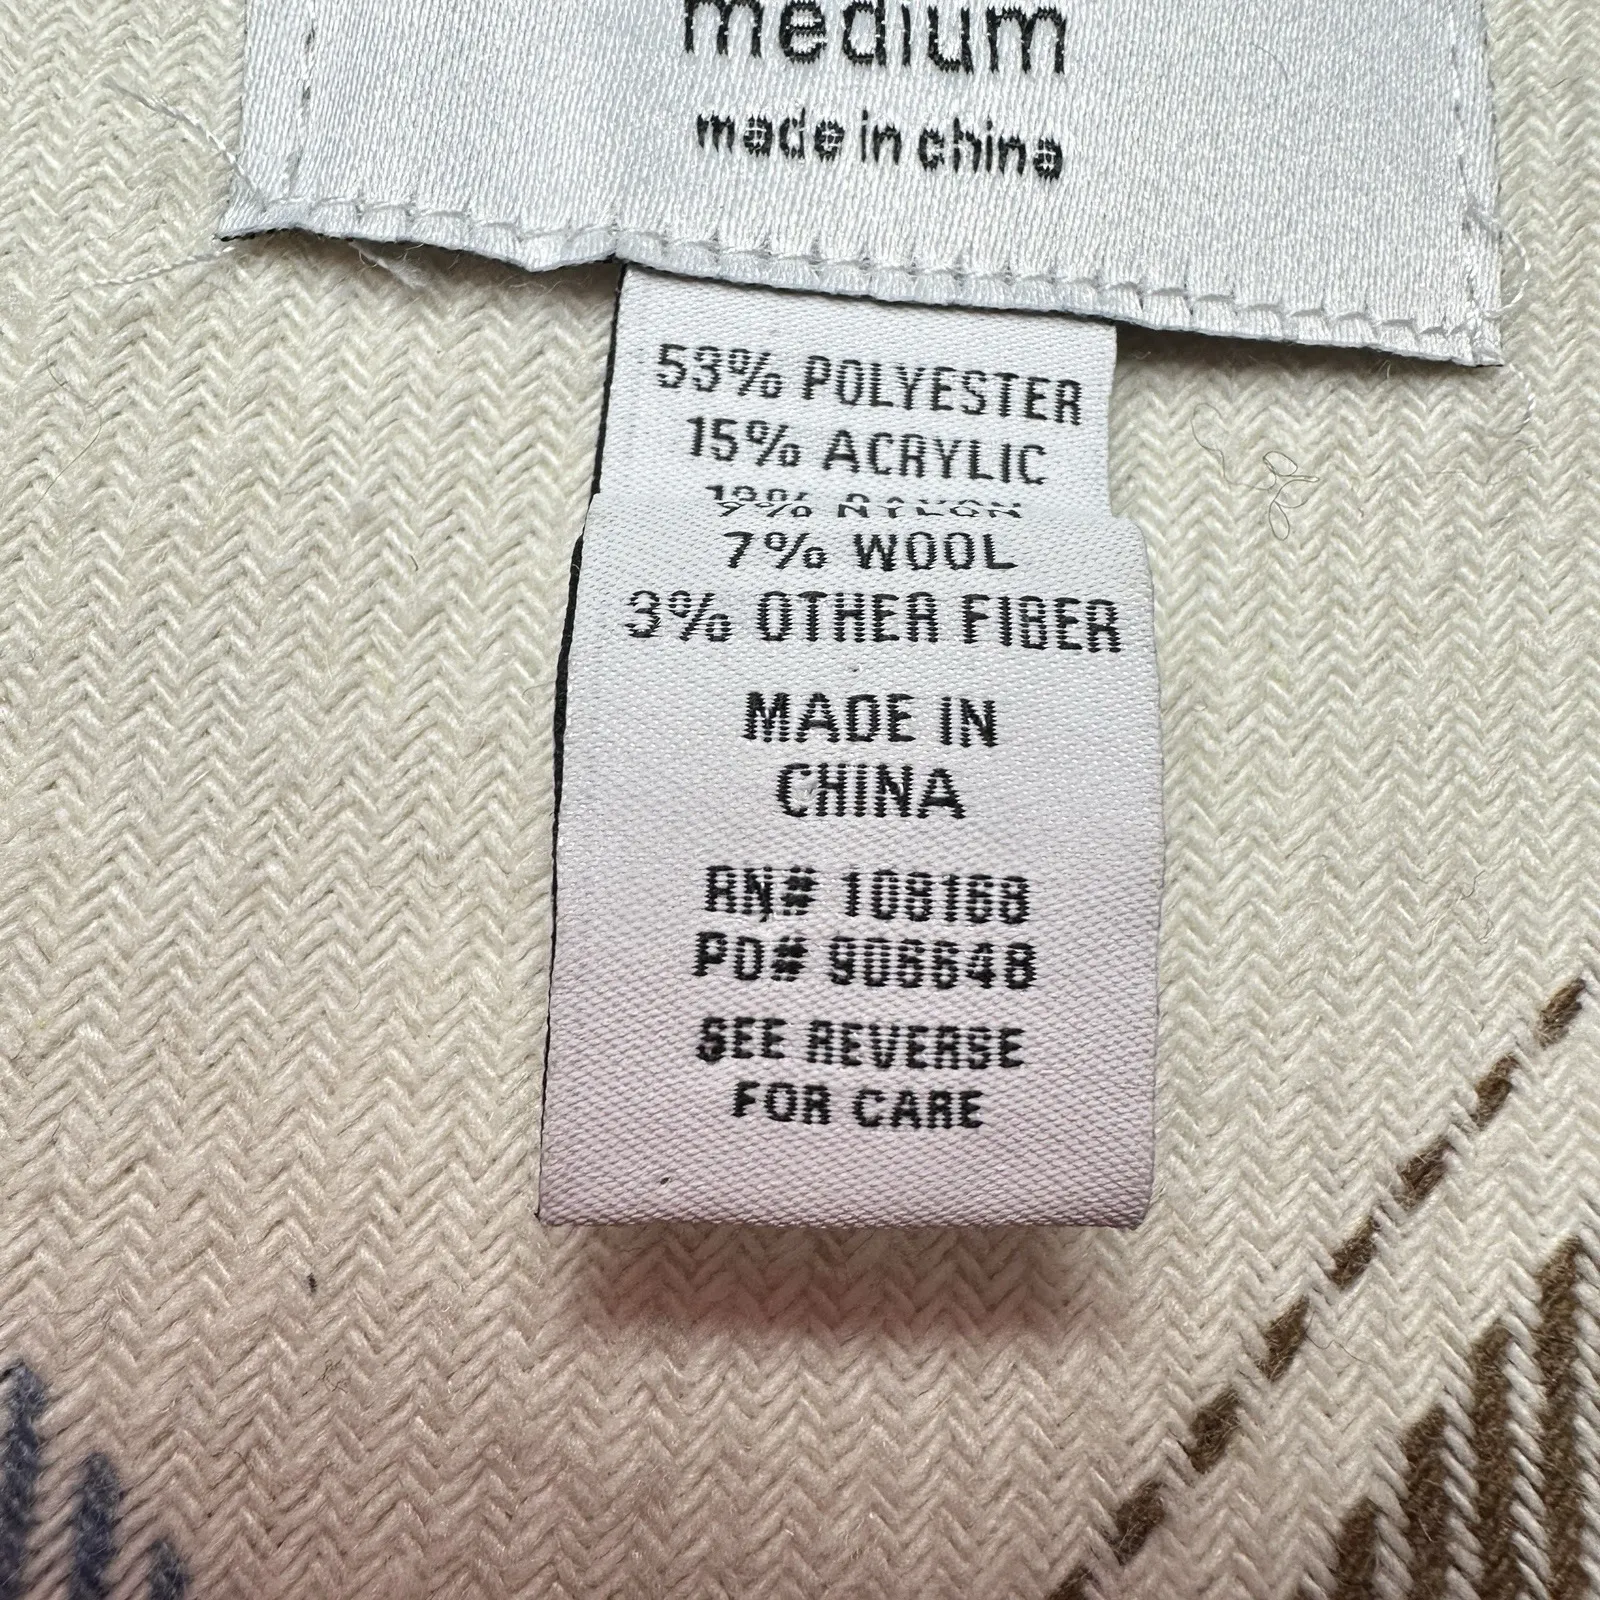 medium
made in china
53% POLYESTER
15% ACRYLIC
7% WOOL
3% OTHER FIBER
MADE IN
CHINA
RN# 108168
PO# 906648
SEE REVERSE
FOR CARE